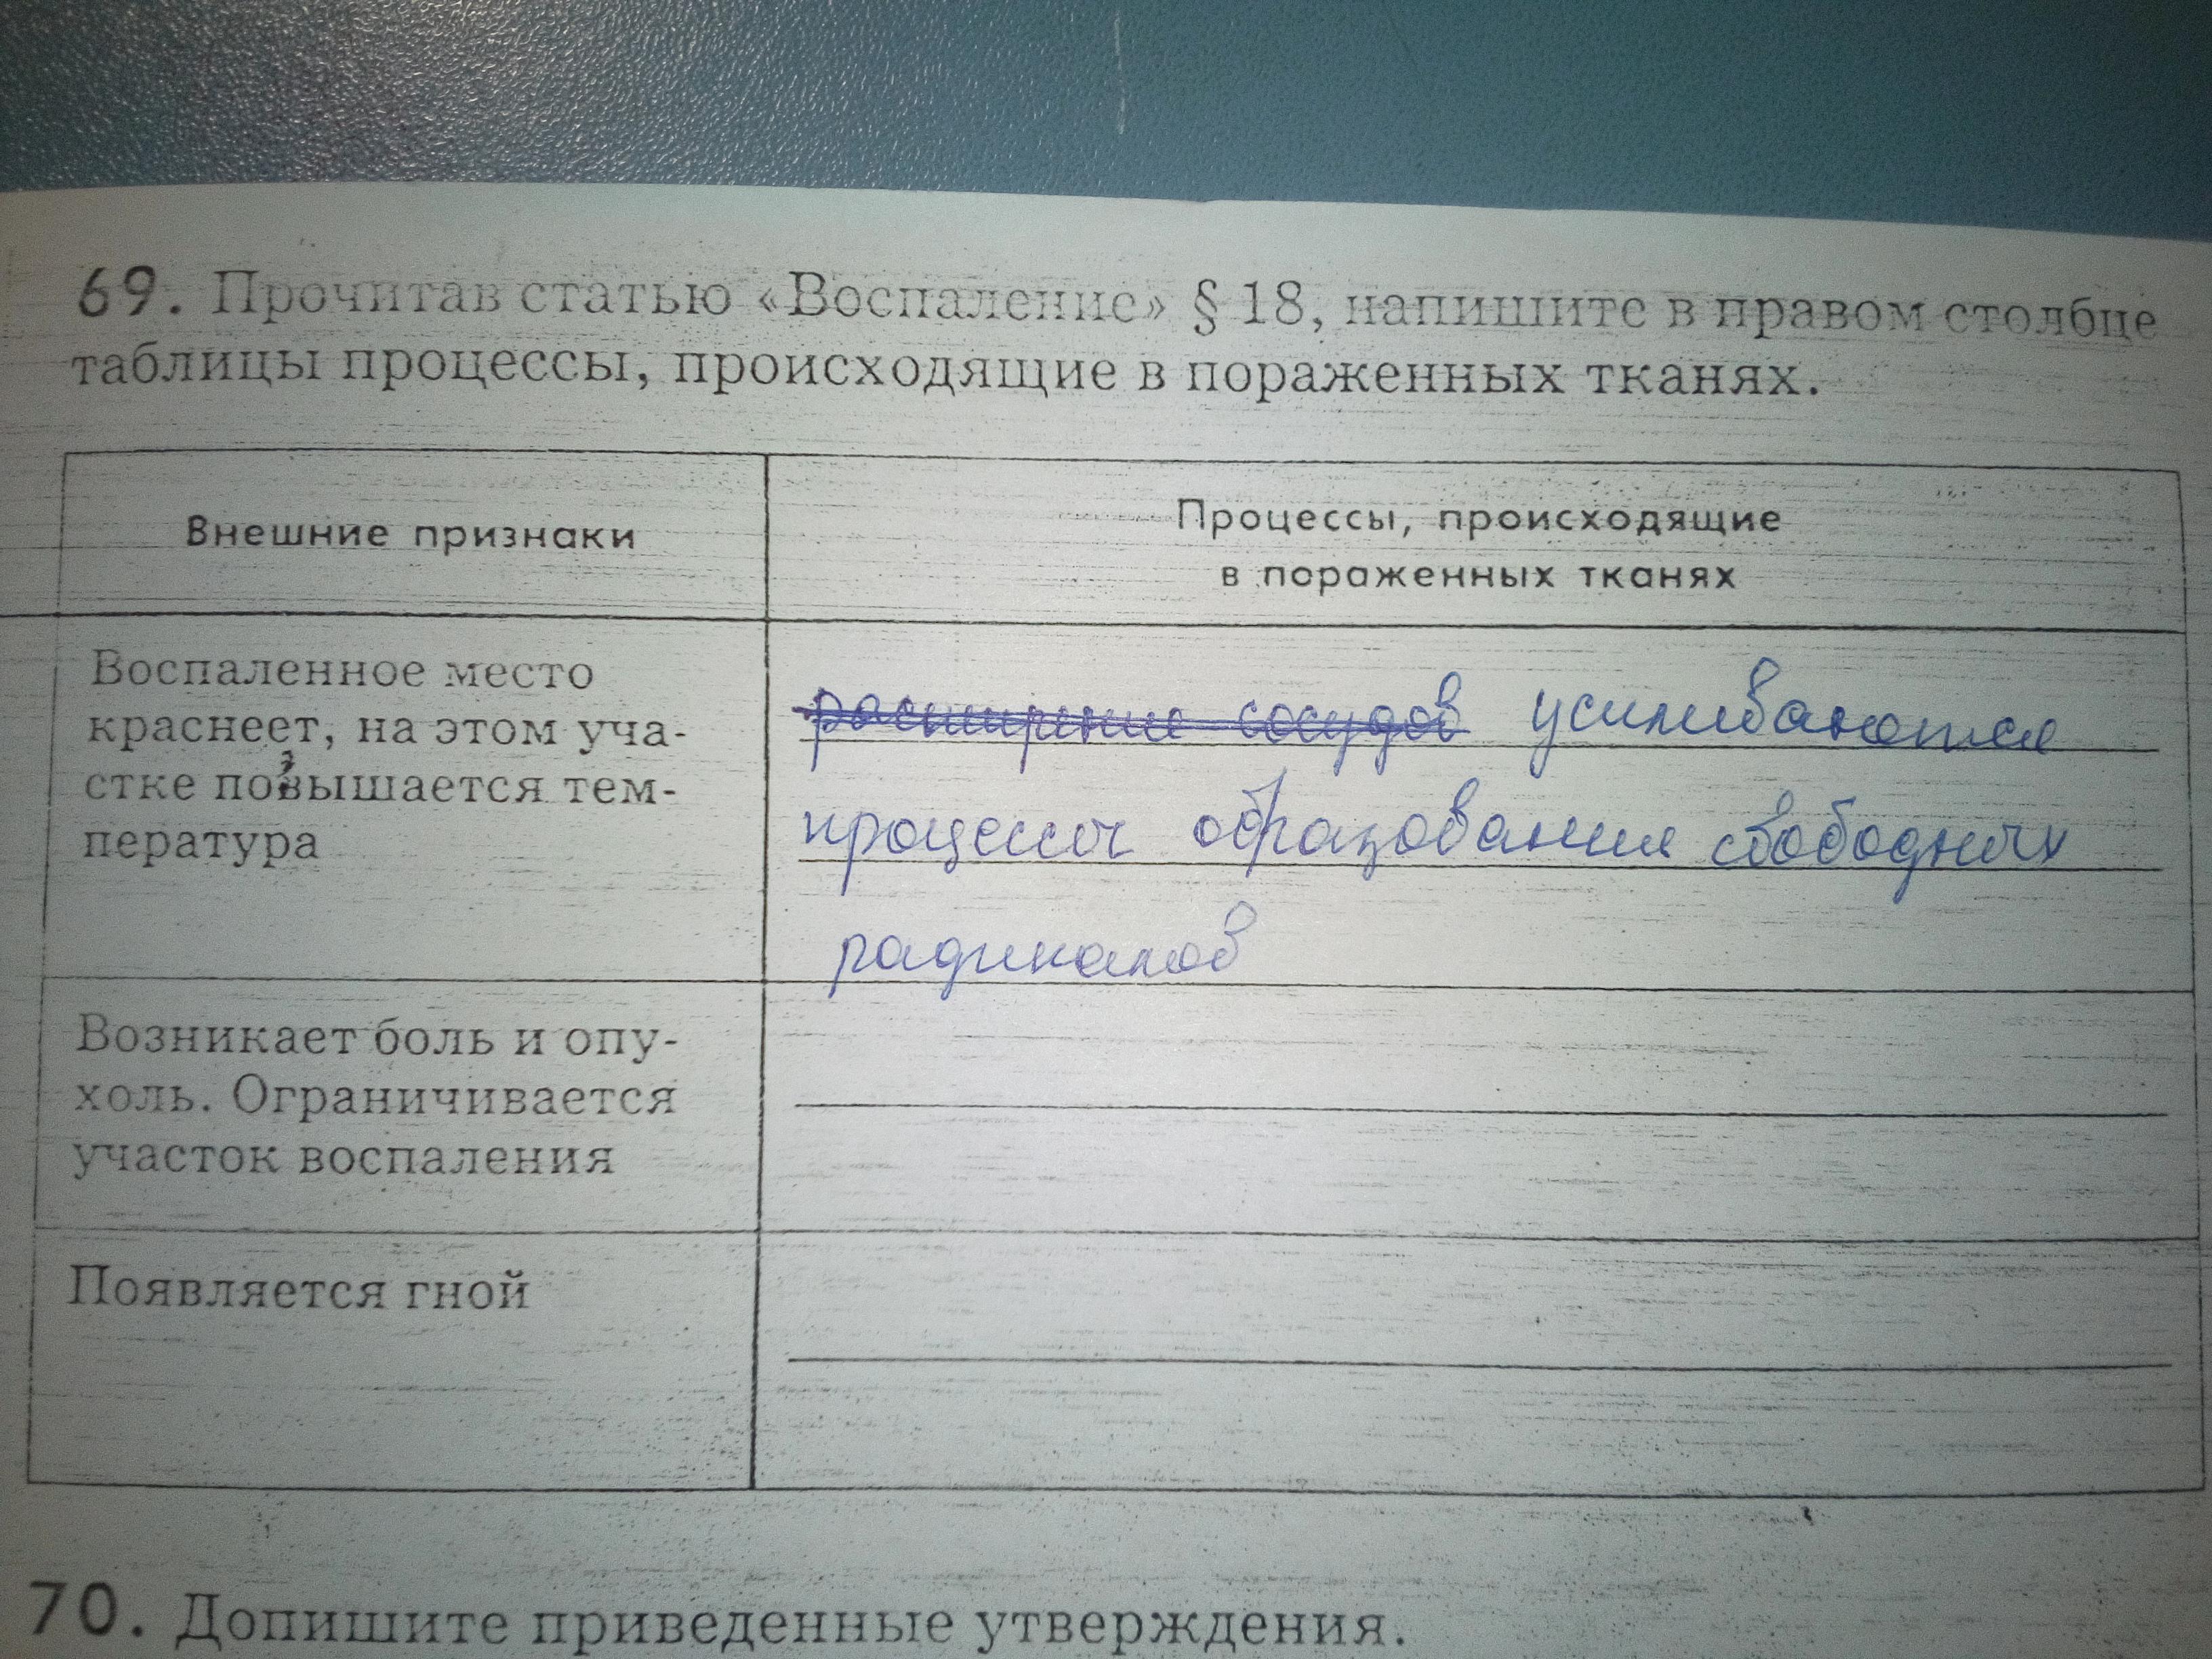 69. Прочитав статью «Воспаление» § 18, напишите в правом столбце
таблицы процессы, происходящие в пораженных тканях.
Внешние признаки
Процессы, происходящие
в пораженных тканях
Воспаленное место
краснеет, на этом уча-
стке повышается тем-
пература
расширение сосудов усиливаются
процессы образования свободных
радикалов
Возникает боль и опу-
холь. Ограничивается
участок воспаления
Появляется гной
70. Допишите приведенные утверждения.